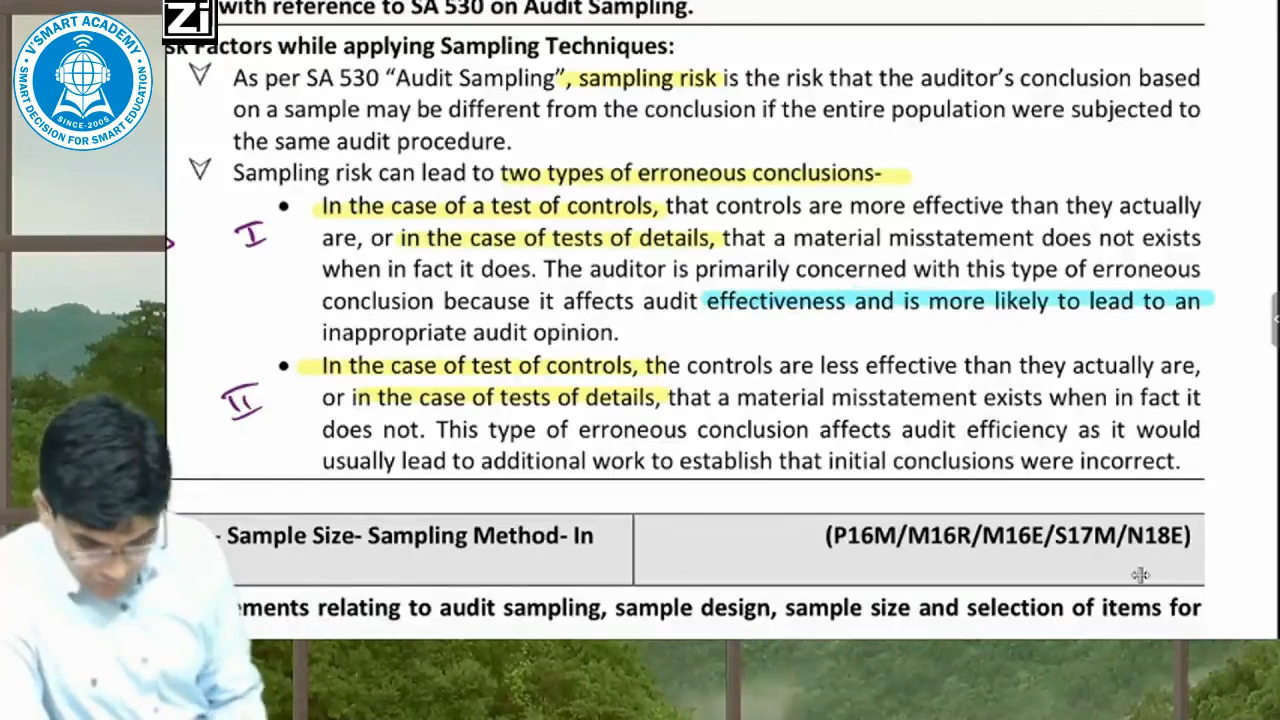 with reference to SA 530 on Audit Sampling.
Zi
V'SMART ACADEMY
SINCE-2005
SMART DECISION FOR SMART EDUCATION
sk Factors while applying Sampling Techniques:
As per SA 530 “Audit Sampling”, sampling risk is the risk that the auditor’s conclusion based
on a sample may be different from the conclusion if the entire population were subjected to
the same audit procedure.
Sampling risk can lead to two types of erroneous conclusions-
• In the case of a test of controls, that controls are more effective than they actually
I
are, or in the case of tests of details, that a material misstatement does not exists
when in fact it does. The auditor is primarily concerned with this type of erroneous
conclusion because it affects audit effectiveness and is more likely to lead to an
inappropriate audit opinion.
• In the case of test of controls, the controls are less effective than they actually are,
II
or in the case of tests of details, that a material misstatement exists when in fact it
does not. This type of erroneous conclusion affects audit efficiency as it would
usually lead to additional work to establish that initial conclusions were incorrect.
- Sample Size- Sampling Method- In
(P16M/M16R/M16E/S17M/N18E)
ements relating to audit sampling, sample design, sample size and selection of items for